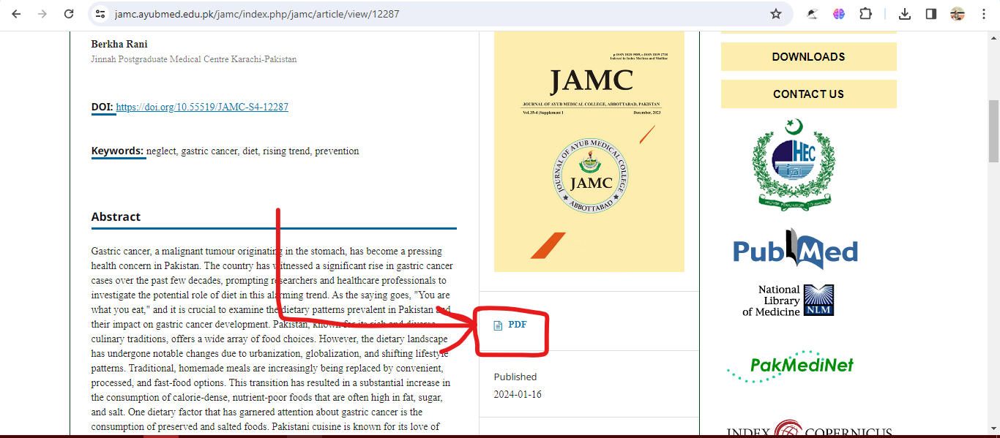 jamc.ayubmed.edu.pk/jamc/index.php/jamc/article/view/12287
Berkha Rani
Jinnah Postgraduate Medical Centre Karachi-Pakistan
DOI: https://doi.org/10.55519/JAMC-S4-12287
Keywords: neglect, gastric cancer, diet, rising trend, prevention
Abstract
Gastric cancer, a malignant tumour originating in the stomach, has become a pressing
health concern in Pakistan. The country has witnessed a significant rise in gastric cancer
cases over the past few decades, prompting researchers and healthcare professionals to
investigate the potential role of diet in this alarming trend. As the saying goes, "You are
what you eat," and it is crucial to examine the dietary patterns prevalent in Pakistan and
their impact on gastric cancer development. Pakistan, known for its rich and diverse
culinary traditions, offers a wide array of food choices. However, the dietary landscape
has undergone notable changes due to urbanization, globalization, and shifting lifestyle
patterns. Traditional, homemade meals are increasingly being replaced by convenient,
processed, and fast-food options. This transition has resulted in a substantial increase in
the consumption of calorie-dense, nutrient-poor foods that are often high in fat, sugar,
and salt. One dietary factor that has garnered attention about gastric cancer is the
consumption of preserved and salted foods. Pakistani cuisine is known for its love of
p-ISSN 1025-9589, e-ISSN 1819-2718
Indexed in Index Medicus and Medline
JAMC
JOURNAL OF AYUB MEDICAL COLLEGE, ABBOTTABAD, PAKISTAN
Vol.35-4 (Supplement 1
December, 2023
JOURNAL OF AYUB MEDICAL COLLEGE
JAMC
ABBOTTABAD
PDF
Published
2024-01-16
DOWNLOADS
CONTACT US
HEC
PubMed
National
Library
of Medicine
NLM
PakMediNet
INDEX COPERNICUS